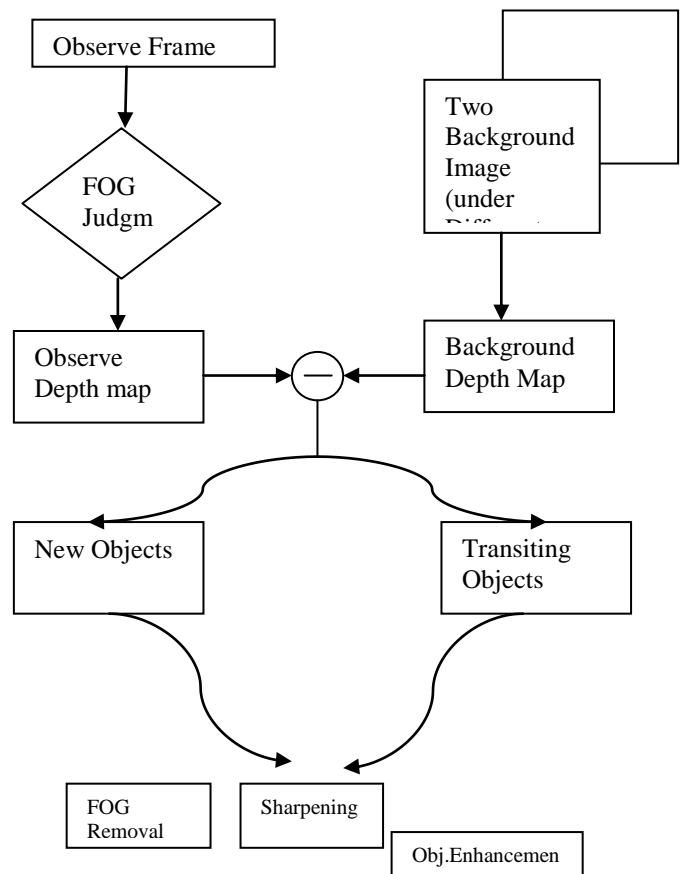 Observe Frame
Two
Background
Image
(under
FOG
Judgm
Observe
Depth map
Background
Depth Map
New Objects
Transiting
Objects
FOG
Removal
Sharpening
Obj.Enhancemen